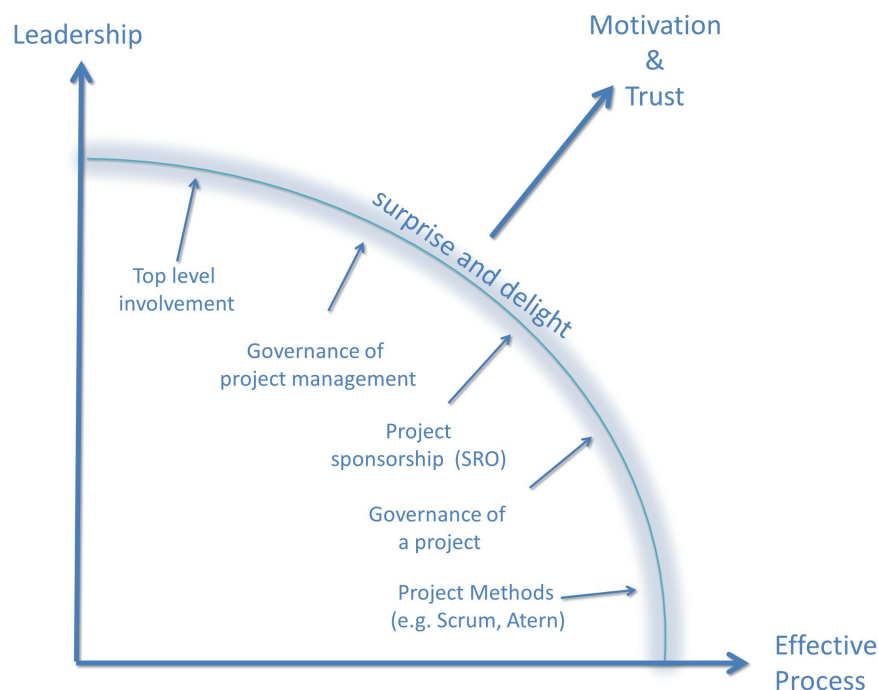 Leadership
Motivation
&
Trust
surprise and delight
Top level
involvement
Governance of
project management
Project
sponsorship (SRO)
Governance of
a project
Project Methods
(e.g. Scrum, Atern)
Effective
Process